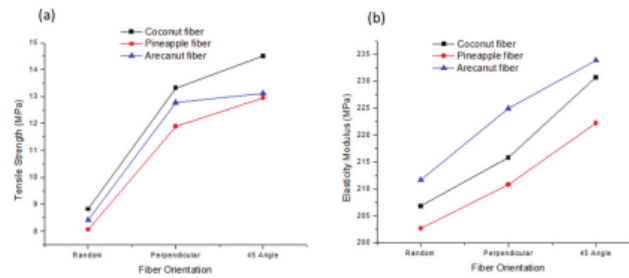 (a)
Coconut fiber
Pineapple fiber
Arecanut fiber
15
14
13
12
11
10
9
8
Tensile Strength (MPa)
Random
Perpendicular
45 Angle
Fiber Orientation
(b)
Coconut fiber
Pineapple fiber
Arecanut fiber
235
230
225
220
215
210
205
200
Elasticity Modulus (MPa)
Random
Perpendicular
45 Angle
Fiber Orientation